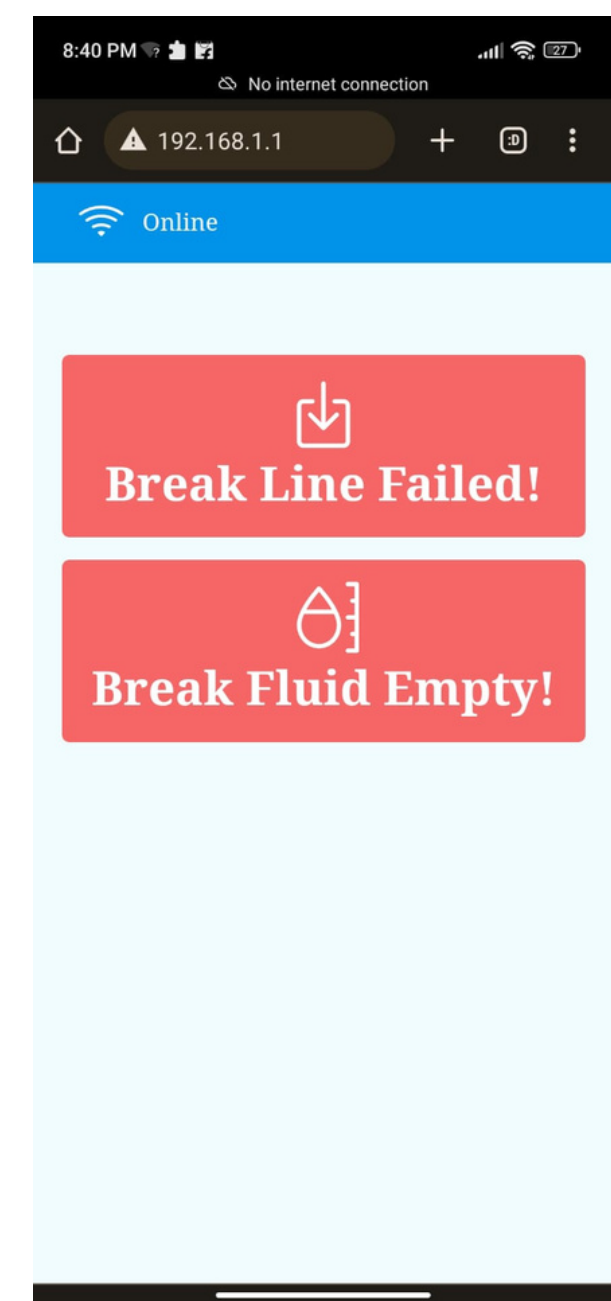 8:40 PM
27
No internet connection
192.168.1.1
:D
Online
Break Line Failed!
Break Fluid Empty!